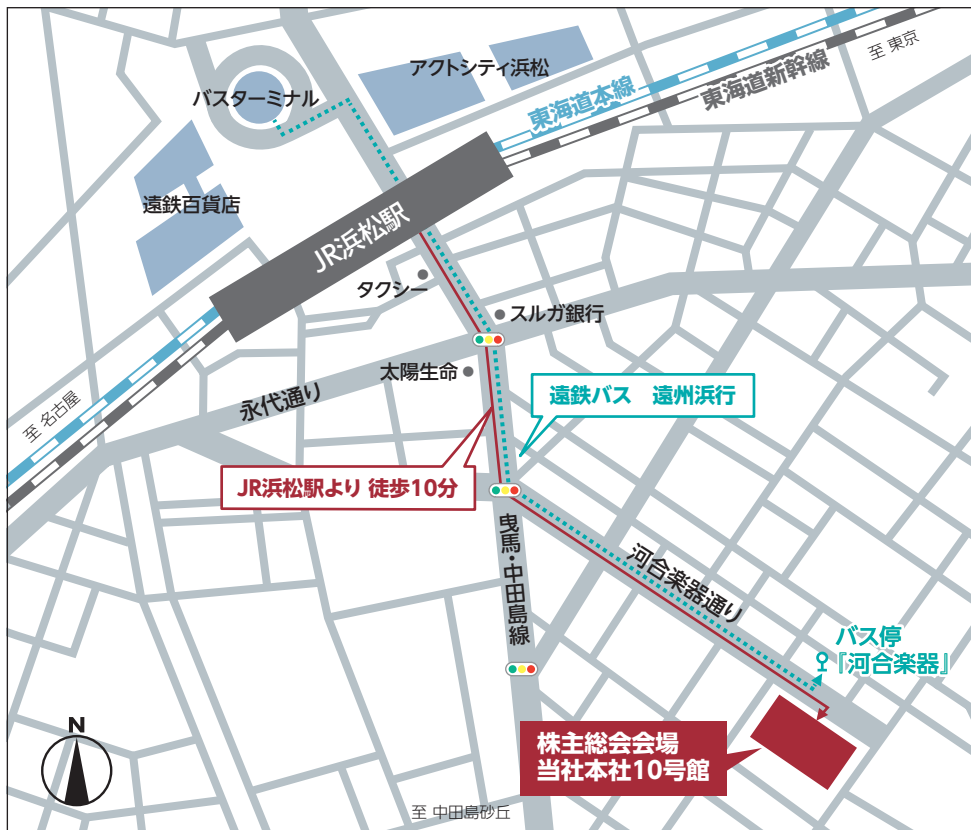 アクトシティ浜松
至 東京
東海道本線
東海道新幹線
バスターミナル
遠鉄百貨店
JR浜松駅
タクシー
スルガ銀行
太陽生命
永代通り
至 名古屋
遠鉄バス　遠州浜行
JR浜松駅より 徒歩10分
曳馬・中田島線
河合楽器通り
バス停
『河合楽器』
株主総会会場
当社本社10号館
N
至 中田島砂丘